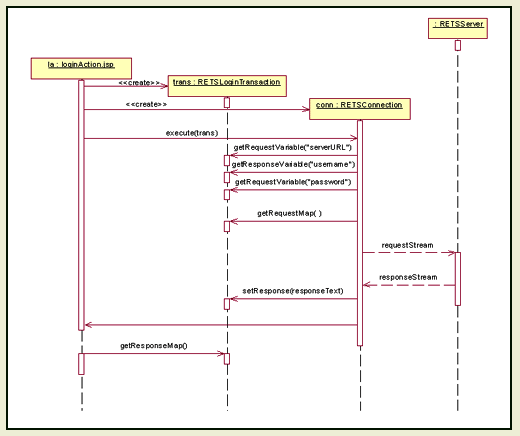 : RETSServer
la : loginAction.jsp
<<create>>
trans : RETSLoginTransaction
<<create>>
conn : RETSConnection
execute(trans)
getRequestVariable("serverURL")
getResponseVariable("username")
getRequestVariable("password")
getRequestMap( )
requestStream
responseStream
setResponse(responseText)
getResponseMap()